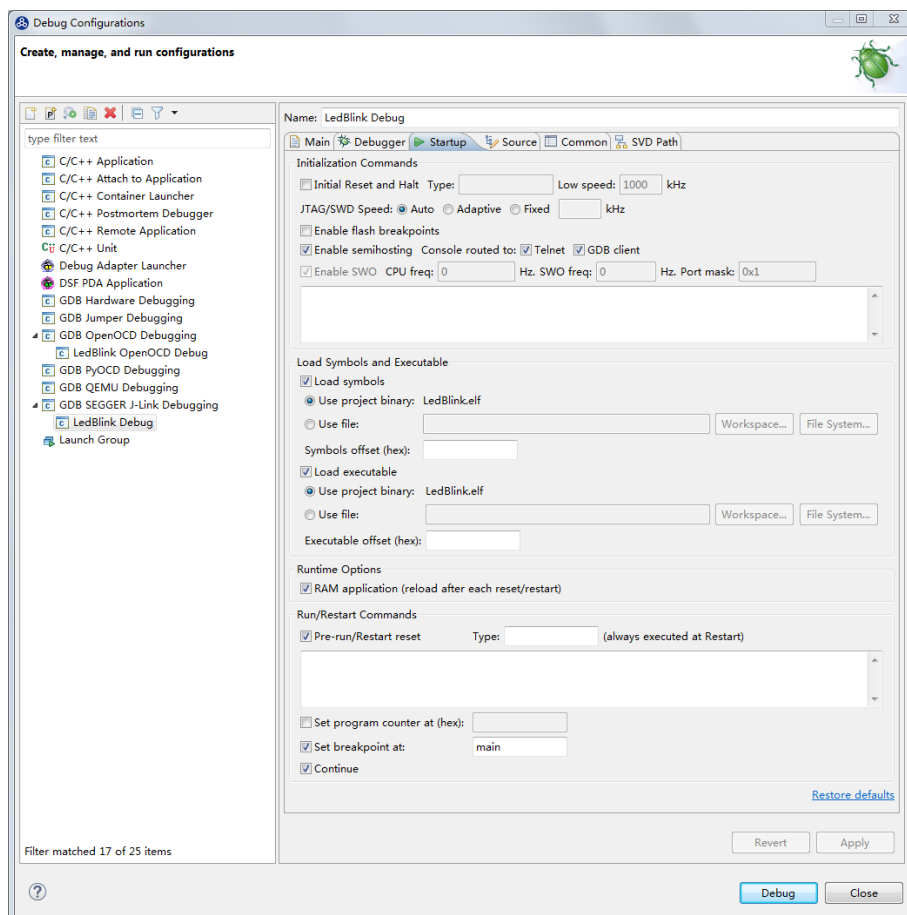 Debug Configurations
Create, manage, and run configurations
type filter text
C/C++ Application
C/C++ Attach to Application
C/C++ Container Launcher
C/C++ Postmortem Debugger
C/C++ Remote Application
C/C++ Unit
Debug Adapter Launcher
DSF PDA Application
GDB Hardware Debugging
GDB Jumper Debugging
GDB OpenOCD Debugging
LedBlink OpenOCD Debug
GDB PyOCD Debugging
GDB QEMU Debugging
GDB SEGGER J-Link Debugging
LedBlink Debug
Launch Group
Filter matched 17 of 25 items
Name: LedBlink Debug
Main Debugger Startup Source Common SVD Path
Initialization Commands
Initial Reset and Halt Type: Low speed: 1000 kHz
JTAG/SWD Speed: Auto Adaptive Fixed kHz
Enable flash breakpoints
Enable semihosting Console routed to: Telnet GDB client
Enable SWO CPU freq: 0 Hz. SWO freq: 0 Hz. Port mask: 0x1
Load Symbols and Executable
Load symbols
Use project binary: LedBlink.elf
Use file: Workspace... File System...
Symbols offset (hex):
Load executable
Use project binary: LedBlink.elf
Use file: Workspace... File System...
Executable offset (hex):
Runtime Options
RAM application (reload after each reset/restart)
Run/Restart Commands
Pre-run/Restart reset Type: (always executed at Restart)
Set program counter at (hex):
Set breakpoint at: main
Continue
Restore defaults
Revert Apply
Debug Close